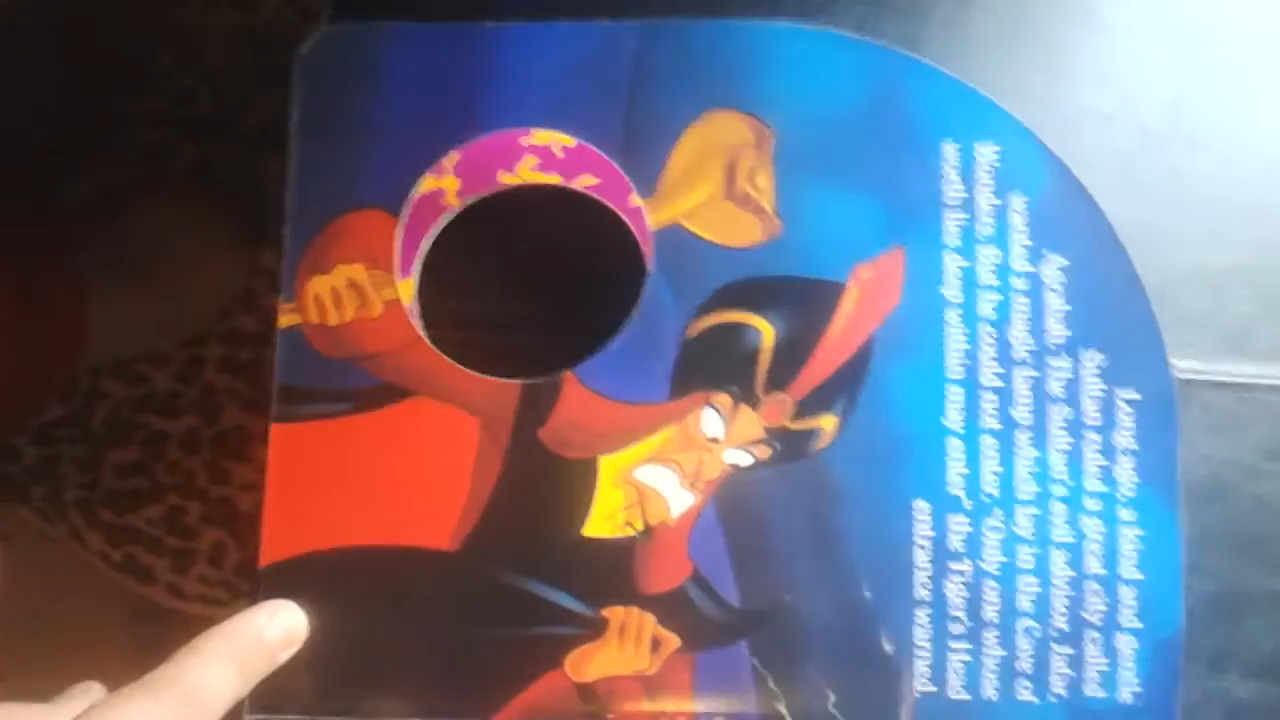 Long ago, a kind and gentle
Sultan ruled a great city called
Agrabah. The Sultan's evil advisor, Jafar,
wanted a magic lamp which lay in the Cave of
Wonders. But he could not enter. "Only one whose
worth lies deep within may enter" the Tiger's Head
entrance warned.